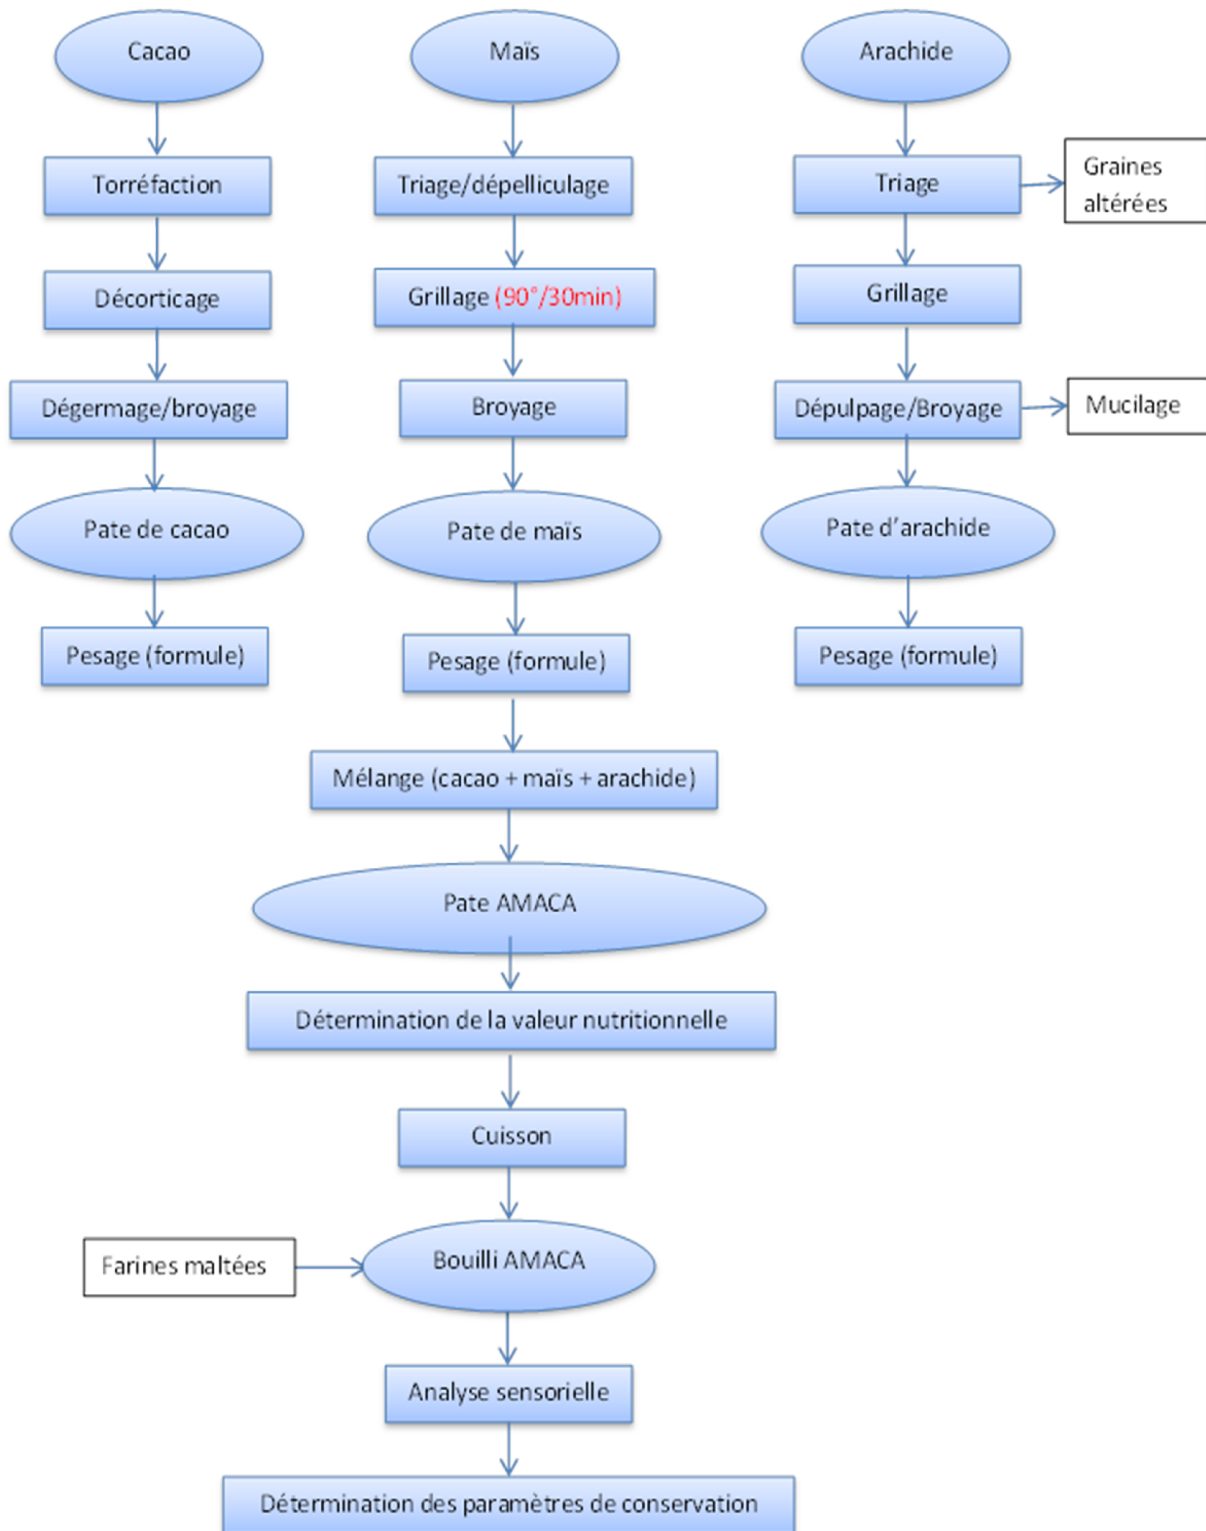 Cacao
Maïs
Arachide
Torréfaction
Triage/dépelliculage
Triage
Graines
altérées
Décorticage
Grillage (90°/30min)
Grillage
Dégermage/broyage
Broyage
Dépulpage/Broyage
Mucilage
Pate de cacao
Pate de maïs
Pate d’arachide
Pesage (formule)
Pesage (formule)
Pesage (formule)
Mélange (cacao + maïs + arachide)
Pate AMACA
Détermination de la valeur nutritionnelle
Cuisson
Farines maltées
Bouilli AMACA
Analyse sensorielle
Détermination des paramètres de conservation